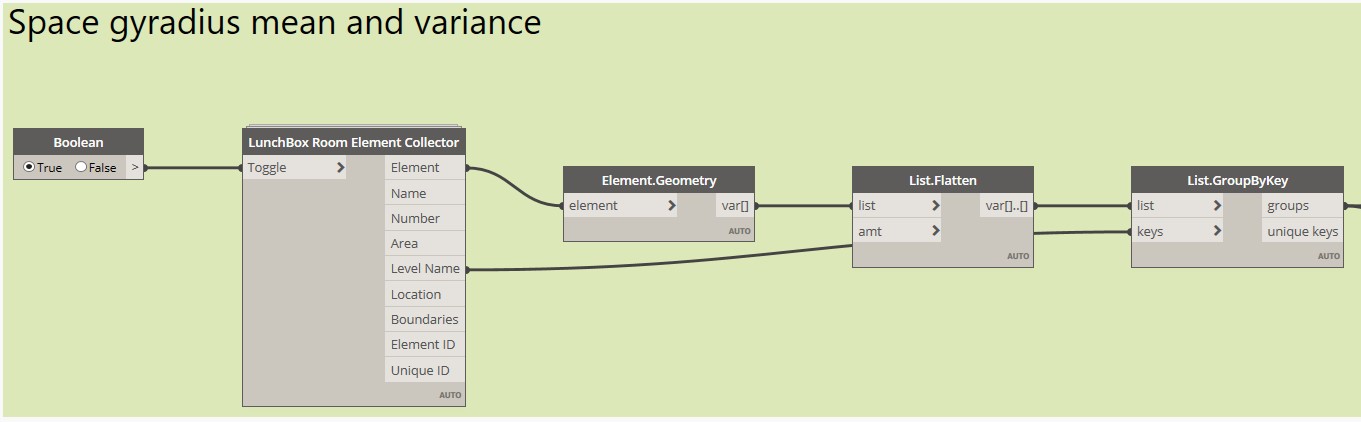 Space gyradius mean and variance
Boolean
True False >
LunchBox Room Element Collector
Toggle > Element
Name
Number
Area
Level Name
Location
Boundaries
Element ID
Unique ID
AUTO
Element.Geometry
element > var[]
AUTO
List.Flatten
list > var[]..[]
amt >
AUTO
List.GroupByKey
list > groups
keys > unique keys
AUTO